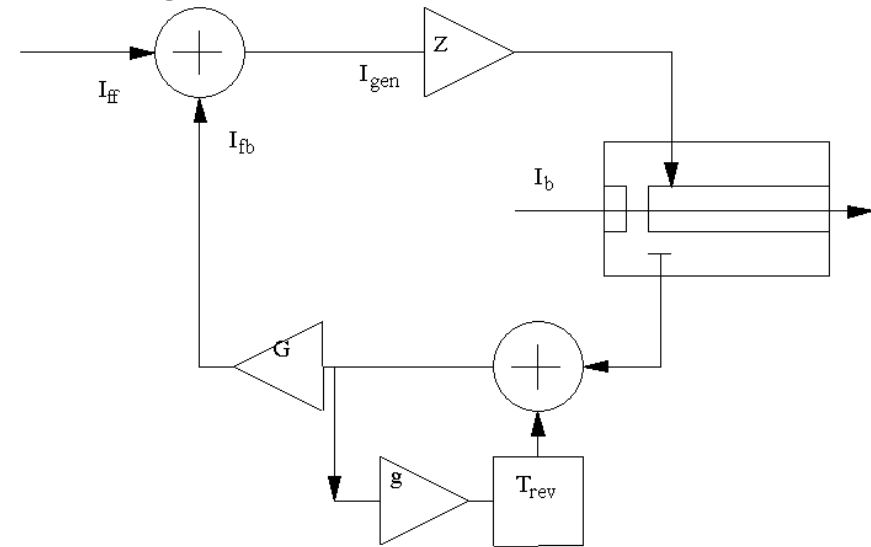 Z
I_ff
I_gen
I_fb
I_b
G
g
T_rev